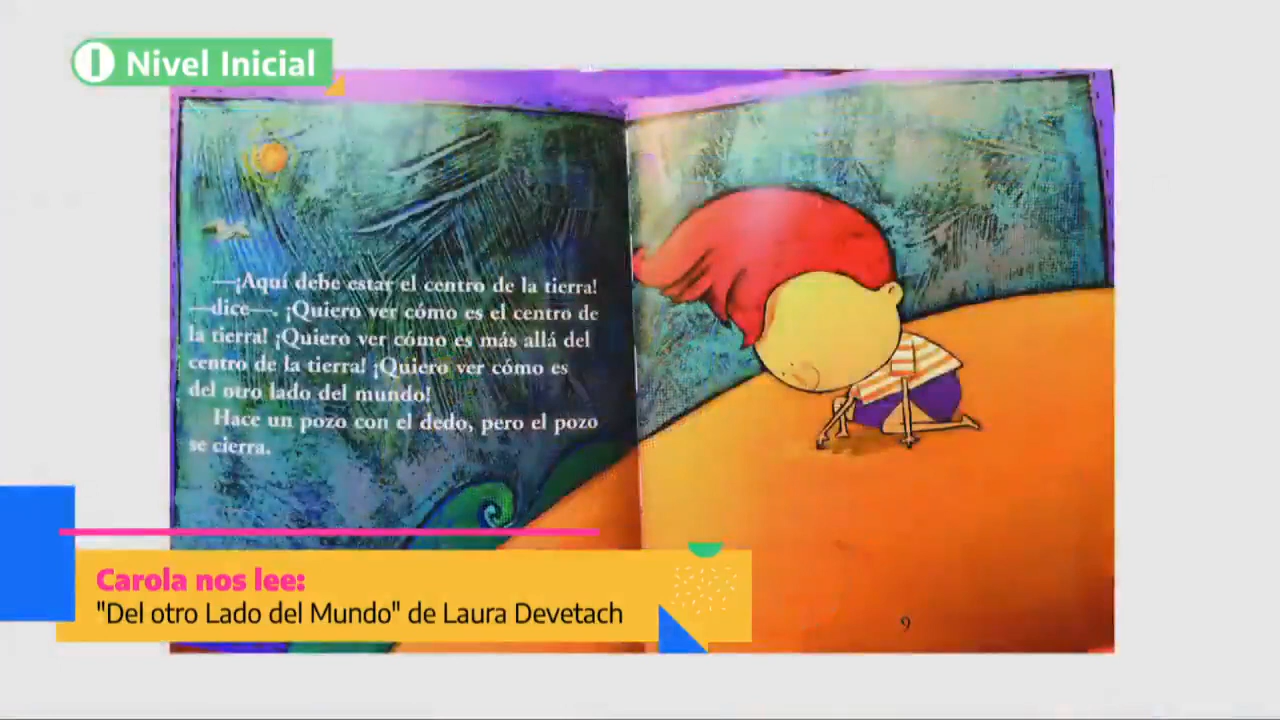 Nivel Inicial
—¡Aquí debe estar el centro de la tierra!
—dice—. ¡Quiero ver cómo es el centro de
la tierra! ¡Quiero ver cómo es más allá del
centro de la tierra! ¡Quiero ver cómo es
del otro lado del mundo!
Hace un pozo con el dedo, pero el pozo
se cierra.
Carola nos lee:
"Del otro Lado del Mundo" de Laura Devetach
9